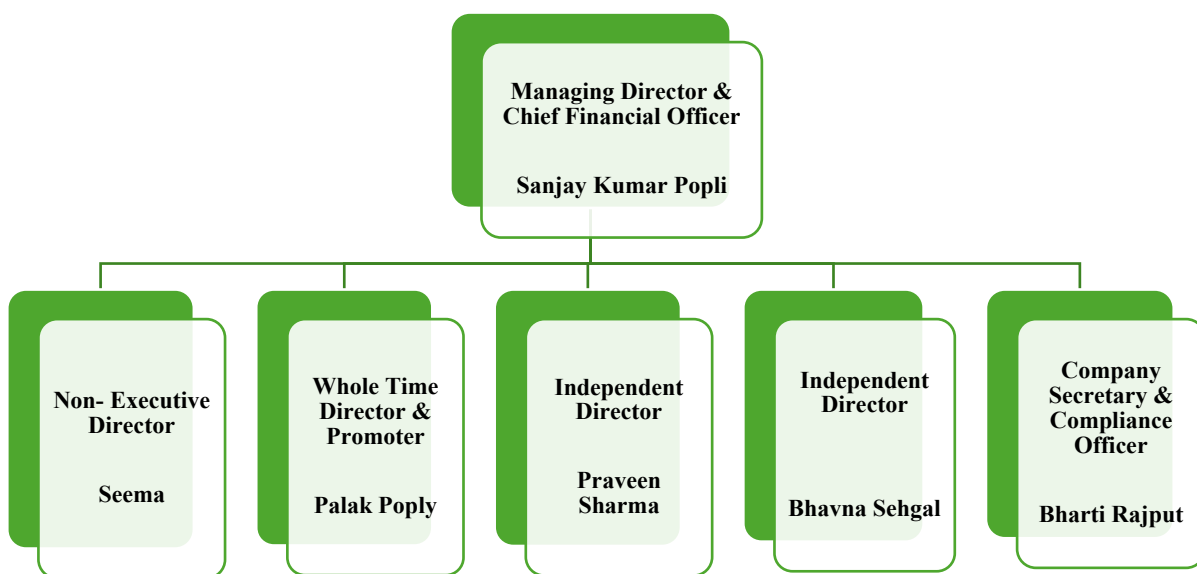 Managing Director &
Chief Financial Officer
Sanjay Kumar Popli
Non- Executive
Director
Seema
Whole Time
Director &
Promoter
Palak Poply
Independent
Director
Praveen
Sharma
Independent
Director
Bhavna Sehgal
Company
Secretary &
Compliance
Officer
Bharti Rajput